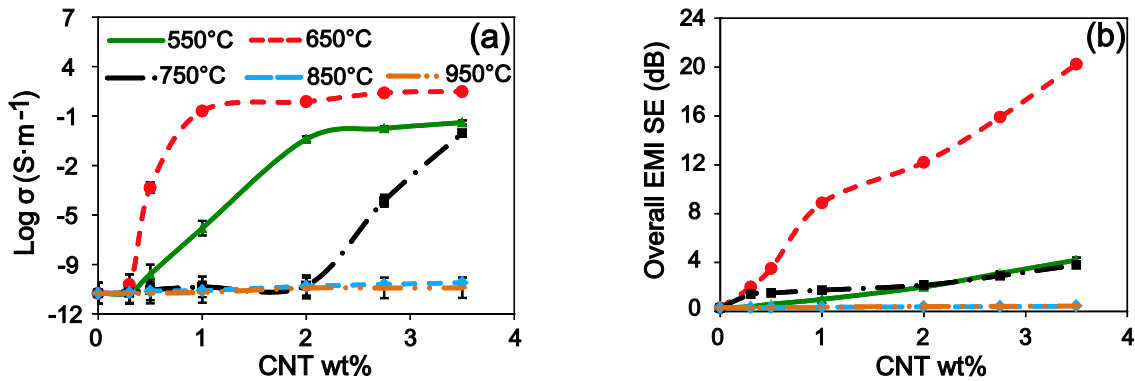 (a)
550°C 650°C
750°C 850°C 950°C
Log σ (S·m⁻¹)
7
4
-1
-2
-5
-9
-12
0 1 2 3 4
CNT wt%
(b)
Overall EMI SE (dB)
24
20
16
12
8
4
0
0 1 2 3 4
CNT wt%